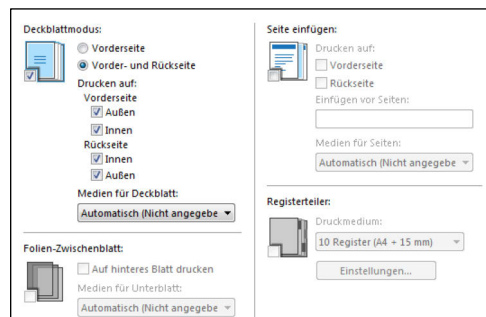 Deckblattmodus:
Vorderseite
Vorder- und Rückseite
Drucken auf:
Vorderseite
Außen
Innen
Rückseite
Innen
Außen
Medien für Deckblatt:
Automatisch (Nicht angegebe
Folien-Zwischenblatt:
Auf hinteres Blatt drucken
Medien für Unterblatt:
Automatisch (Nicht angegebe
Seite einfügen:
Drucken auf:
Vorderseite
Rückseite
Einfügen vor Seiten:
Medien für Seiten:
Automatisch (Nicht angegebe
Registerteiler:
Druckmedium:
10 Register (A4 + 15 mm)
Einstellungen...